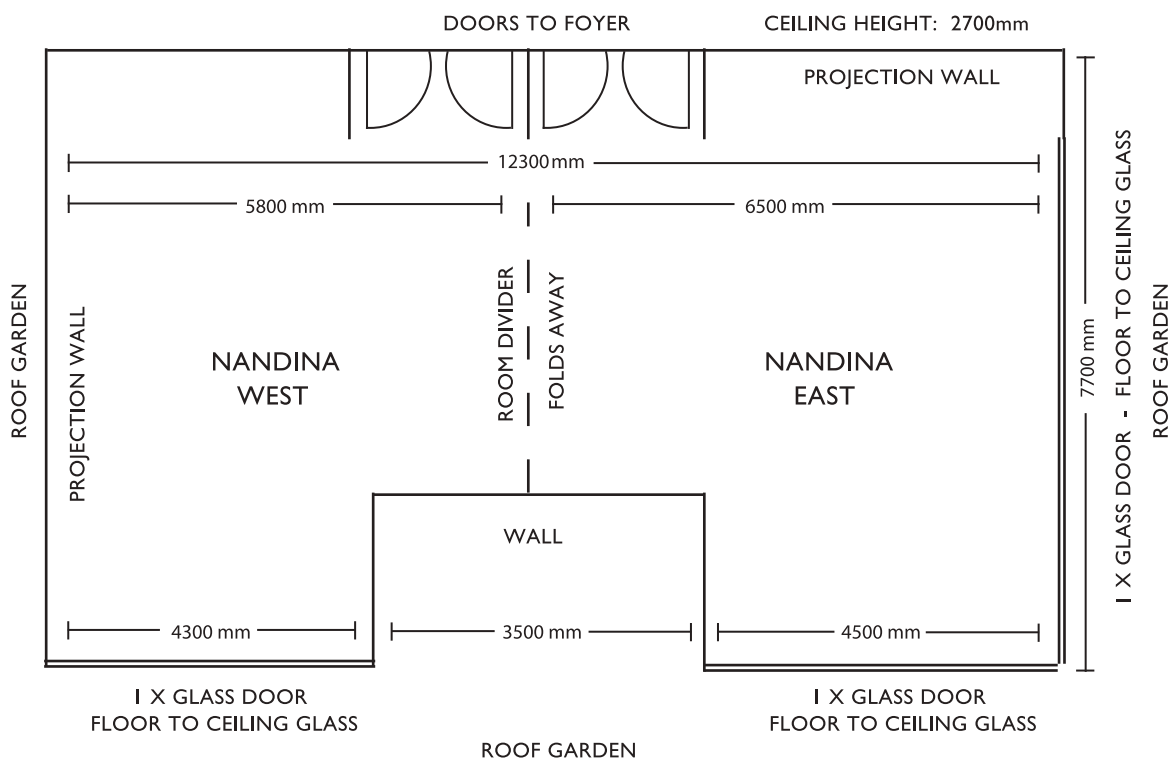 DOORS TO FOYER
CEILING HEIGHT: 2700mm
PROJECTION WALL
12300 mm
5800 mm
6500 mm
ROOF GARDEN
PROJECTION WALL
NANDINA
WEST
ROOM DIVIDER
FOLDS AWAY
NANDINA
EAST
7700 mm
1 X GLASS DOOR - FLOOR TO CEILING GLASS
ROOF GARDEN
WALL
4300 mm
3500 mm
4500 mm
1 X GLASS DOOR
FLOOR TO CEILING GLASS
1 X GLASS DOOR
FLOOR TO CEILING GLASS
ROOF GARDEN